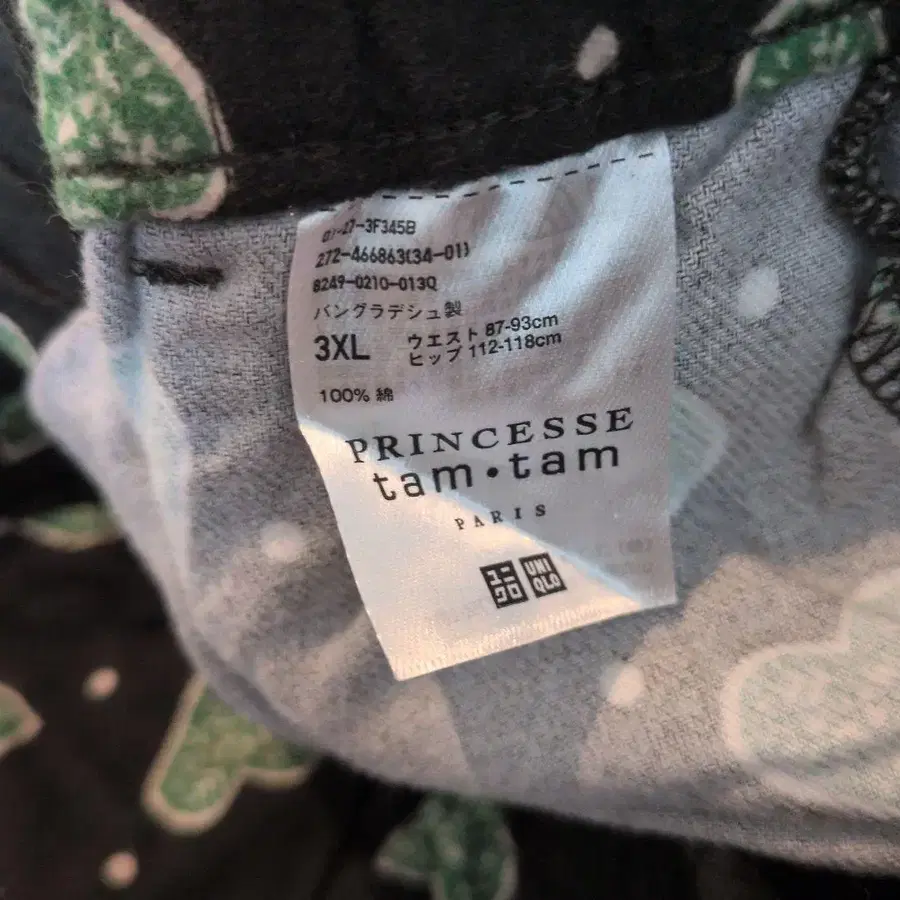 01-27-3F345B
272-466863(34-01)
8249-0210-013Q
バングラデシュ製
3XL
ウエスト 87-93cm
ヒップ 112-118cm
100% 綿
PRINCESSE
tam•tam
PARIS
ユニクロ UNIQLO